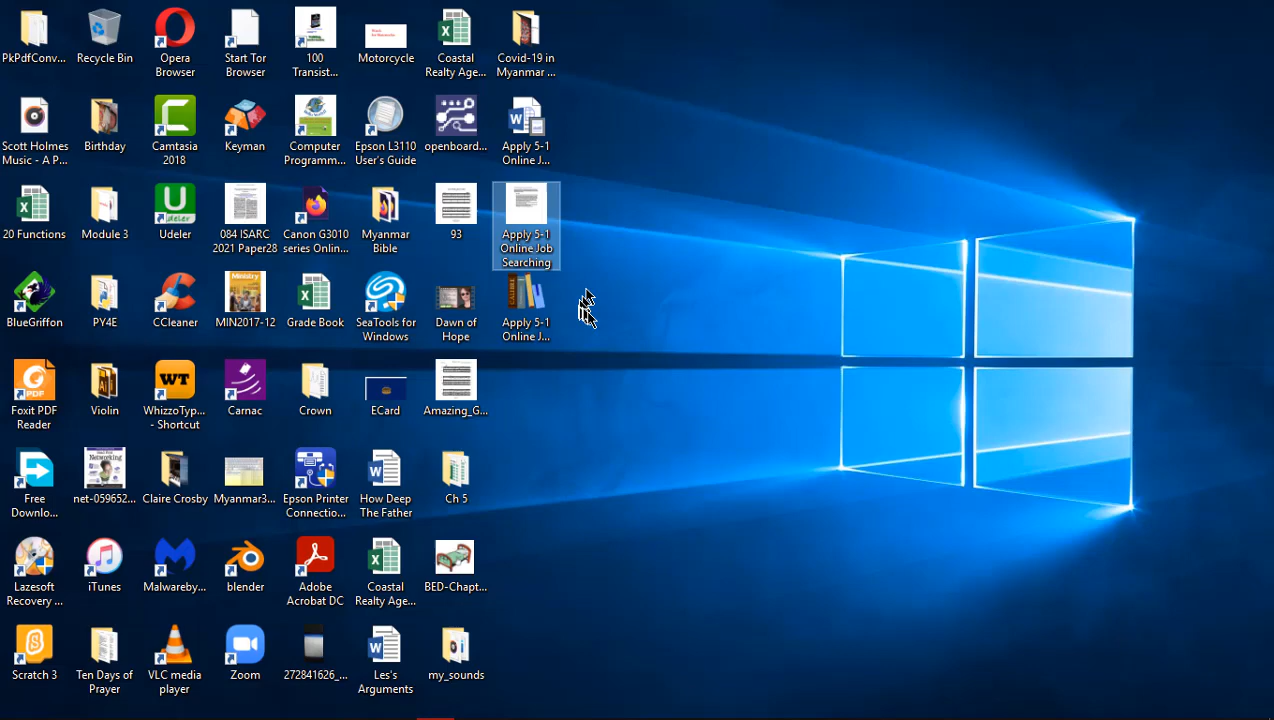 PkPdfConv...
Recycle Bin
Opera
Browser
Start Tor
Browser
100
Transist...
Motorcycle
Coastal
Realty Age...
Covid-19 in
Myanmar ...
Scott Holmes
Music - A P...
Birthday
Camtasia
2018
Keyman
Computer
Programm...
Epson L3110
User's Guide
openboard...
Apply 5-1
Online J...
20 Functions
Module 3
Udeler
084 ISARC
2021 Paper28
Canon G3010
series Onlin...
Myanmar
Bible
93
Apply 5-1
Online Job
Searching
BlueGriffon
PY4E
CCleaner
MIN2017-12
Grade Book
SeaTools for
Windows
Dawn of
Hope
Apply 5-1
Online J...
Foxit PDF
Reader
Violin
WhizzoTyp...
- Shortcut
Carnac
Crown
ECard
Amazing_G...
Free
Downlo...
net-059652...
Claire Crosby
Myanmar3...
Epson Printer
Connectio...
How Deep
The Father
Ch 5
Lazesoft
Recovery ...
iTunes
Malwareby...
blender
Adobe
Acrobat DC
Coastal
Realty Age...
BED-Chapt...
Scratch 3
Ten Days of
Prayer
VLC media
player
Zoom
272841626_...
Les's
Arguments
my_sounds